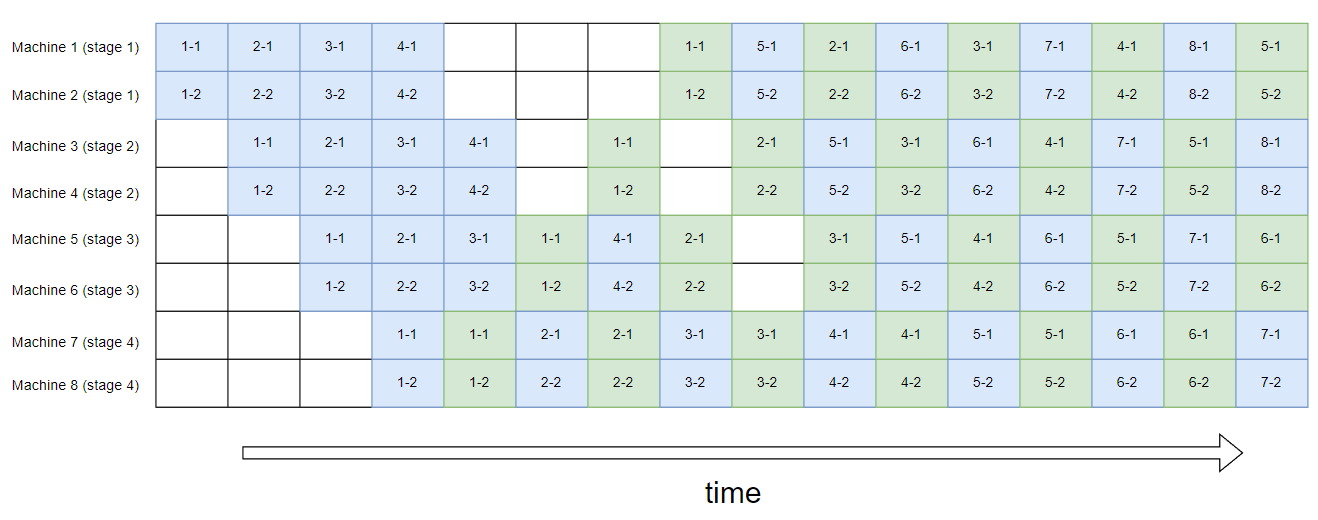 Machine 1 (stage 1) 1-1 2-1 3-1 4-1 1-1 5-1 2-1 6-1 3-1 7-1 4-1 8-1 5-1
Machine 2 (stage 1) 1-2 2-2 3-2 4-2 1-2 5-2 2-2 6-2 3-2 7-2 4-2 8-2 5-2
Machine 3 (stage 2) 1-1 2-1 3-1 4-1 1-1 2-1 5-1 3-1 6-1 4-1 7-1 5-1 8-1
Machine 4 (stage 2) 1-2 2-2 3-2 4-2 1-2 2-2 5-2 3-2 6-2 4-2 7-2 5-2 8-2
Machine 5 (stage 3) 1-1 2-1 3-1 1-1 4-1 2-1 3-1 5-1 4-1 6-1 5-1 7-1 6-1
Machine 6 (stage 3) 1-2 2-2 3-2 1-2 4-2 2-2 3-2 5-2 4-2 6-2 5-2 7-2 6-2
Machine 7 (stage 4) 1-1 1-1 2-1 2-1 3-1 3-1 4-1 4-1 5-1 5-1 6-1 6-1 7-1
Machine 8 (stage 4) 1-2 1-2 2-2 2-2 3-2 3-2 4-2 4-2 5-2 5-2 6-2 6-2 7-2
time